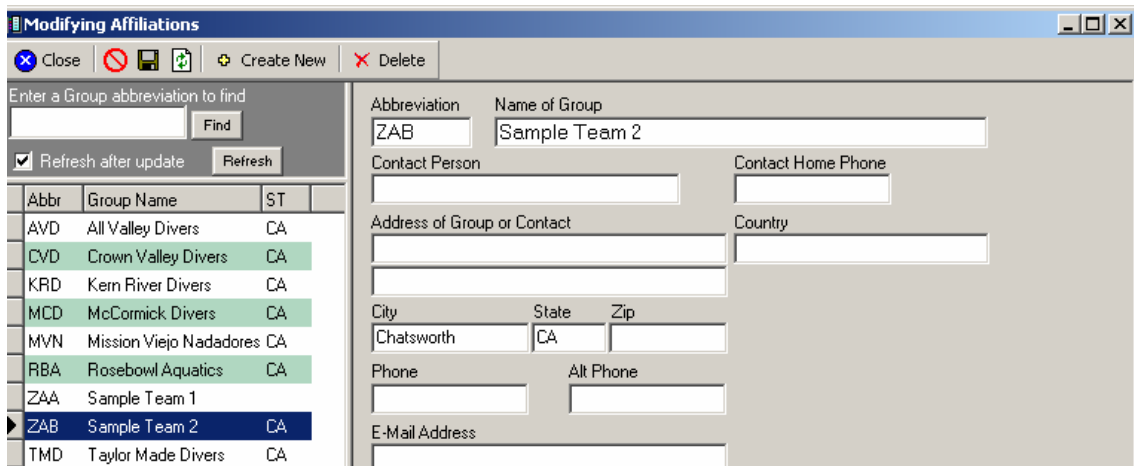 Modifying Affiliations
Close Create New Delete
Enter a Group abbreviation to find
Find
Refresh after update Refresh
Abbr Group Name ST
AVD All Valley Divers CA
CVD Crown Valley Divers CA
KRD Kern River Divers CA
MCD McCormick Divers CA
MVN Mission Viejo Nadadores CA
RBA Rosebowl Aquatics CA
ZAA Sample Team 1
ZAB Sample Team 2 CA
TMD Taylor Made Divers CA
Abbreviation Name of Group
ZAB Sample Team 2
Contact Person Contact Home Phone
Address of Group or Contact Country
City State Zip
Chatsworth CA
Phone Alt Phone
E-Mail Address